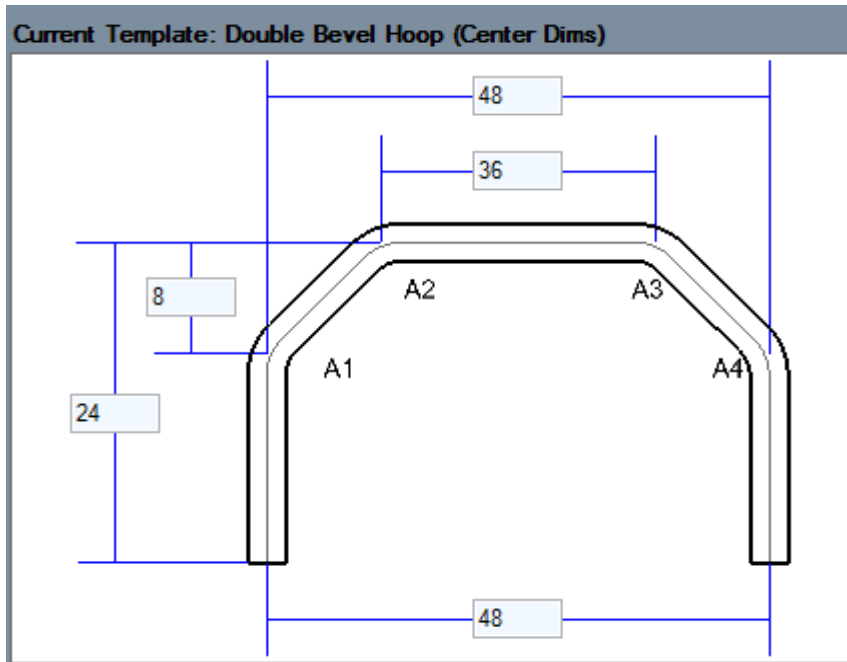 Current Template: Double Bevel Hoop (Center Dims)
48
36
8
A2
A3
A1
A4
24
48